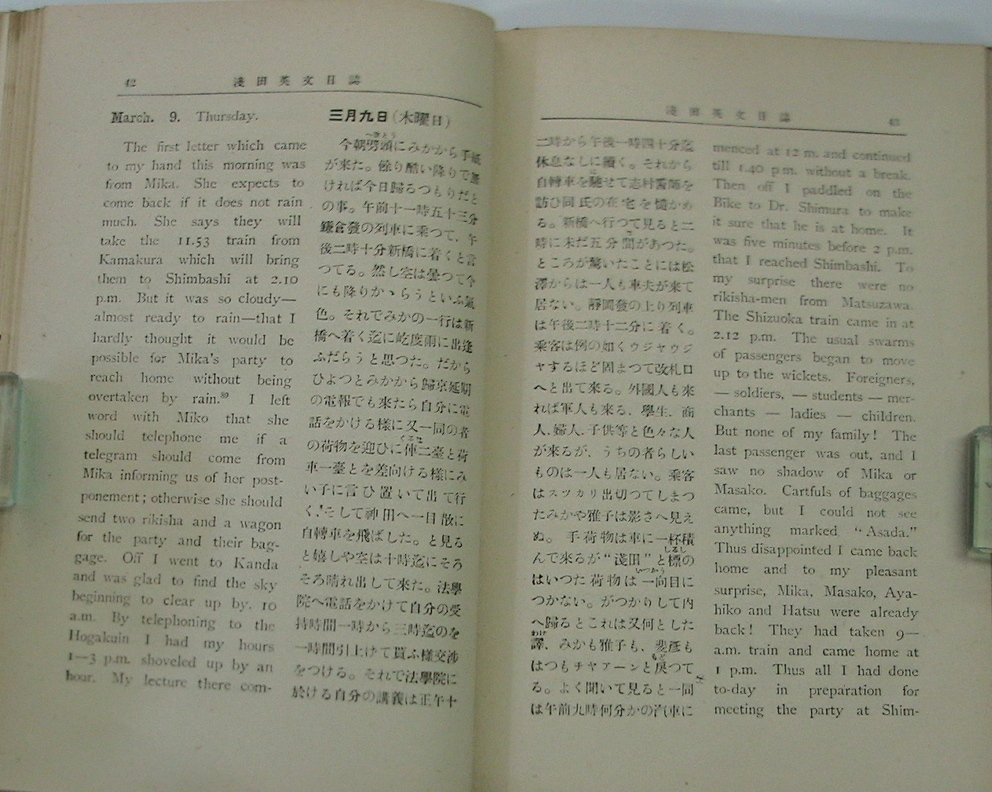 42
淺田英文日誌
March. 9. Thursday.
The first letter which came
to my hand this morning was
from Mika. She expects to
come back if it does not rain
much. She says they will
take the 11.53 train from
Kamakura which will bring
them to Shimbashi at 2.10
p.m. But it was so cloudy—
almost ready to rain—that I
hardly thought it would be
possible for Mika's party to
reach home without being
overtaken by rain.⁸⁹ I left
word with Miko that she
should telephone me if a
telegram should come from
Mika informing us of her post-
ponement; otherwise she should
send two rikisha and a wagon
for the party and their bag-
gage. Off I went to Kanda
and was glad to find the sky
beginning to clear up by. 10
a.m. By telephoning to the
Hogakuin I had my hours
1—3 p.m. shoveled up by an
hour. My lecture there com-
三月九日(木曜日)
今朝劈頭にみかから手紙
が來た。餘り酷い降りで無
ければ今日歸るつもりだと
の事。午前十一時五十三分
鎌倉發の列車に乘つて、午
後二時十分新橋に着くと言
つてる。然し空は曇つて今
にも降りかゝらうといふ氣
色。それでみかの一行は新
橋へ着く迄に屹度雨に出逢
ふだらうと思つた。だから
ひよつとみかから歸京延期
の電報でも來たら自分に電
話をかける樣に又一同の者
の荷物を迎ひに俥二臺と荷
車一臺とを差向ける樣にみ
い子に言ひ置いて出て行
く、そして神田へ一目散に
自轉車を飛ばした。と見る
と嬉しや空は十時迄にそろ
そろ晴れ出して來た。法學
院へ電話をかけて自分の受
持時間一時から三時迄のを
一時間引上げて貰ふ樣交渉
をつける。それで法學院に
於ける自分の講義は正午十
淺田英文日誌
43
二時から午後一時四十分迄
休息なしに續く。それから
自轉車を馳せて志村醫師を
訪ひ同氏の在宅を慥かめ
る。新橋へ行つて見ると二
時に未だ五分間があつた。
ところが驚いたことには松
澤からは一人も車夫が來て
居ない。靜岡發の上り列車
は午後二時十二分に着く。
乘客は例の如くウジャウジ
ャするほど固まつて改札口
へと出て來る。外國人も來
れば軍人も來る、學生、商
人、婦人、子供等と色々な人
が來るが、うちの者らしい
ものは一人も居ない。乘客
はスツカリ出切つてしまつ
たみかや雅子は影さへ見え
ぬ。手荷物は車に一杯積
んで來るが"淺田"と標の
はいつた荷物は一向目に
つかない。がつかりして内
へ歸るとこれは又何とした
譯、みかも雅子も、斐彥も
はつもチャアーンと戾つて
る。よく聞いて見ると一同
は午前九時何分かの汽車に
menced at 12 m. and continued
till 1.40 p.m. without a break.
Then off I paddled on the
Bike to Dr. Shimura to make
it sure that he is at home. It
was five minutes before 2 p.m.
that I reached Shimbashi. To
my surprise there were no
rikisha-men from Matsuzawa.
The Shizuoka train came in at
2.12 p.m. The usual swarms
of passengers began to move
up to the wickets. Foreigners,
— soldiers, — students — mer-
chants — ladies — children.
But none of my family! The
last passenger was out, and I
saw no shadow of Mika or
Masako. Cartfuls of baggages
came, but I could not see
anything marked "Asada."
Thus disappointed I came back
home and to my pleasant
surprise, Mika, Masako, Aya-
hiko and Hatsu were already
back! They had taken 9—
a.m. train and came home at
1 p.m. Thus all I had done
to-day in preparation for
meeting the party at Shim-